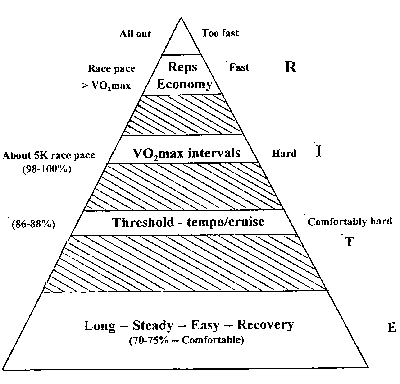 All out Too fast
Race pace Reps Fast R
> VO₂max Economy
About 5K race pace VO₂max intervals Hard I
(98-100%)
(86-88%) Threshold - tempo/cruise Comfortably hard
T
Long – Steady – Easy – Recovery E
(70-75% – Comfortable)